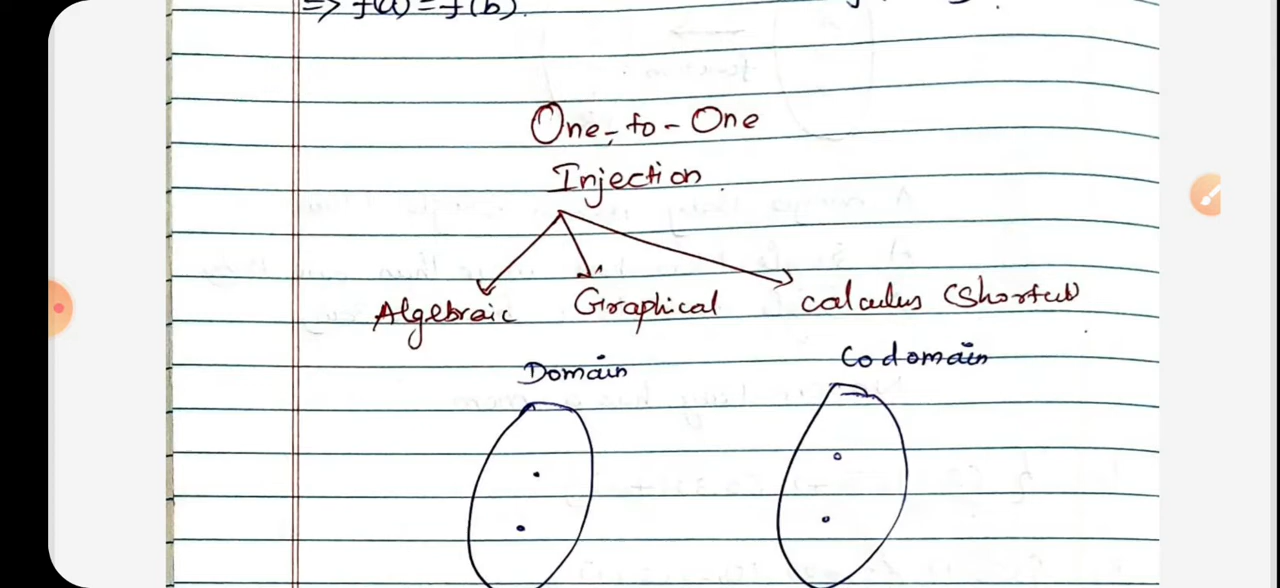 => f(a) = f(b)
One-to-One
Injection
Algebraic Graphical Calculus (Shortcut)
Domain Codomain